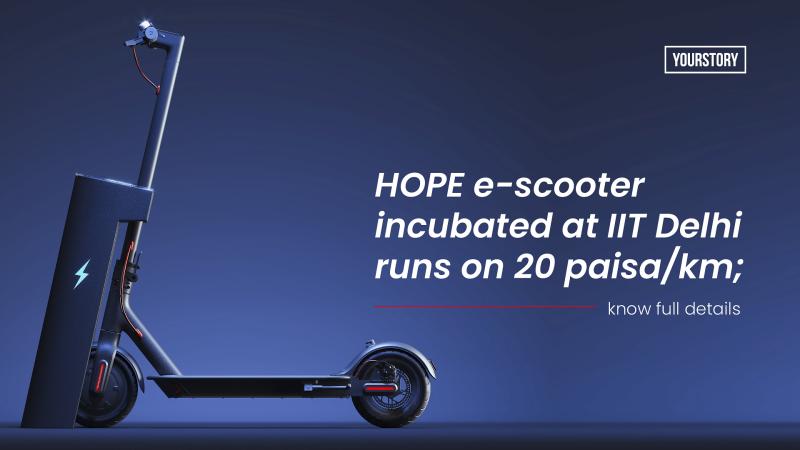 YOURSTORY
HOPE e-scooter
incubated at IIT Delhi
runs on 20 paisa/km;
know full details